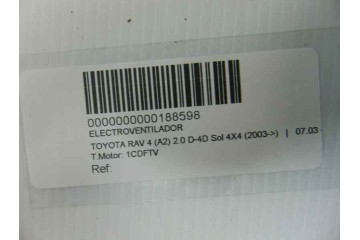 0000000000188598
ELECTROVENTILADOR
TOYOTA RAV 4 (A2) 2.0 D-4D Sol 4X4 (2003->) | 07.03 -
T.Motor: 1CDFTV
Ref: